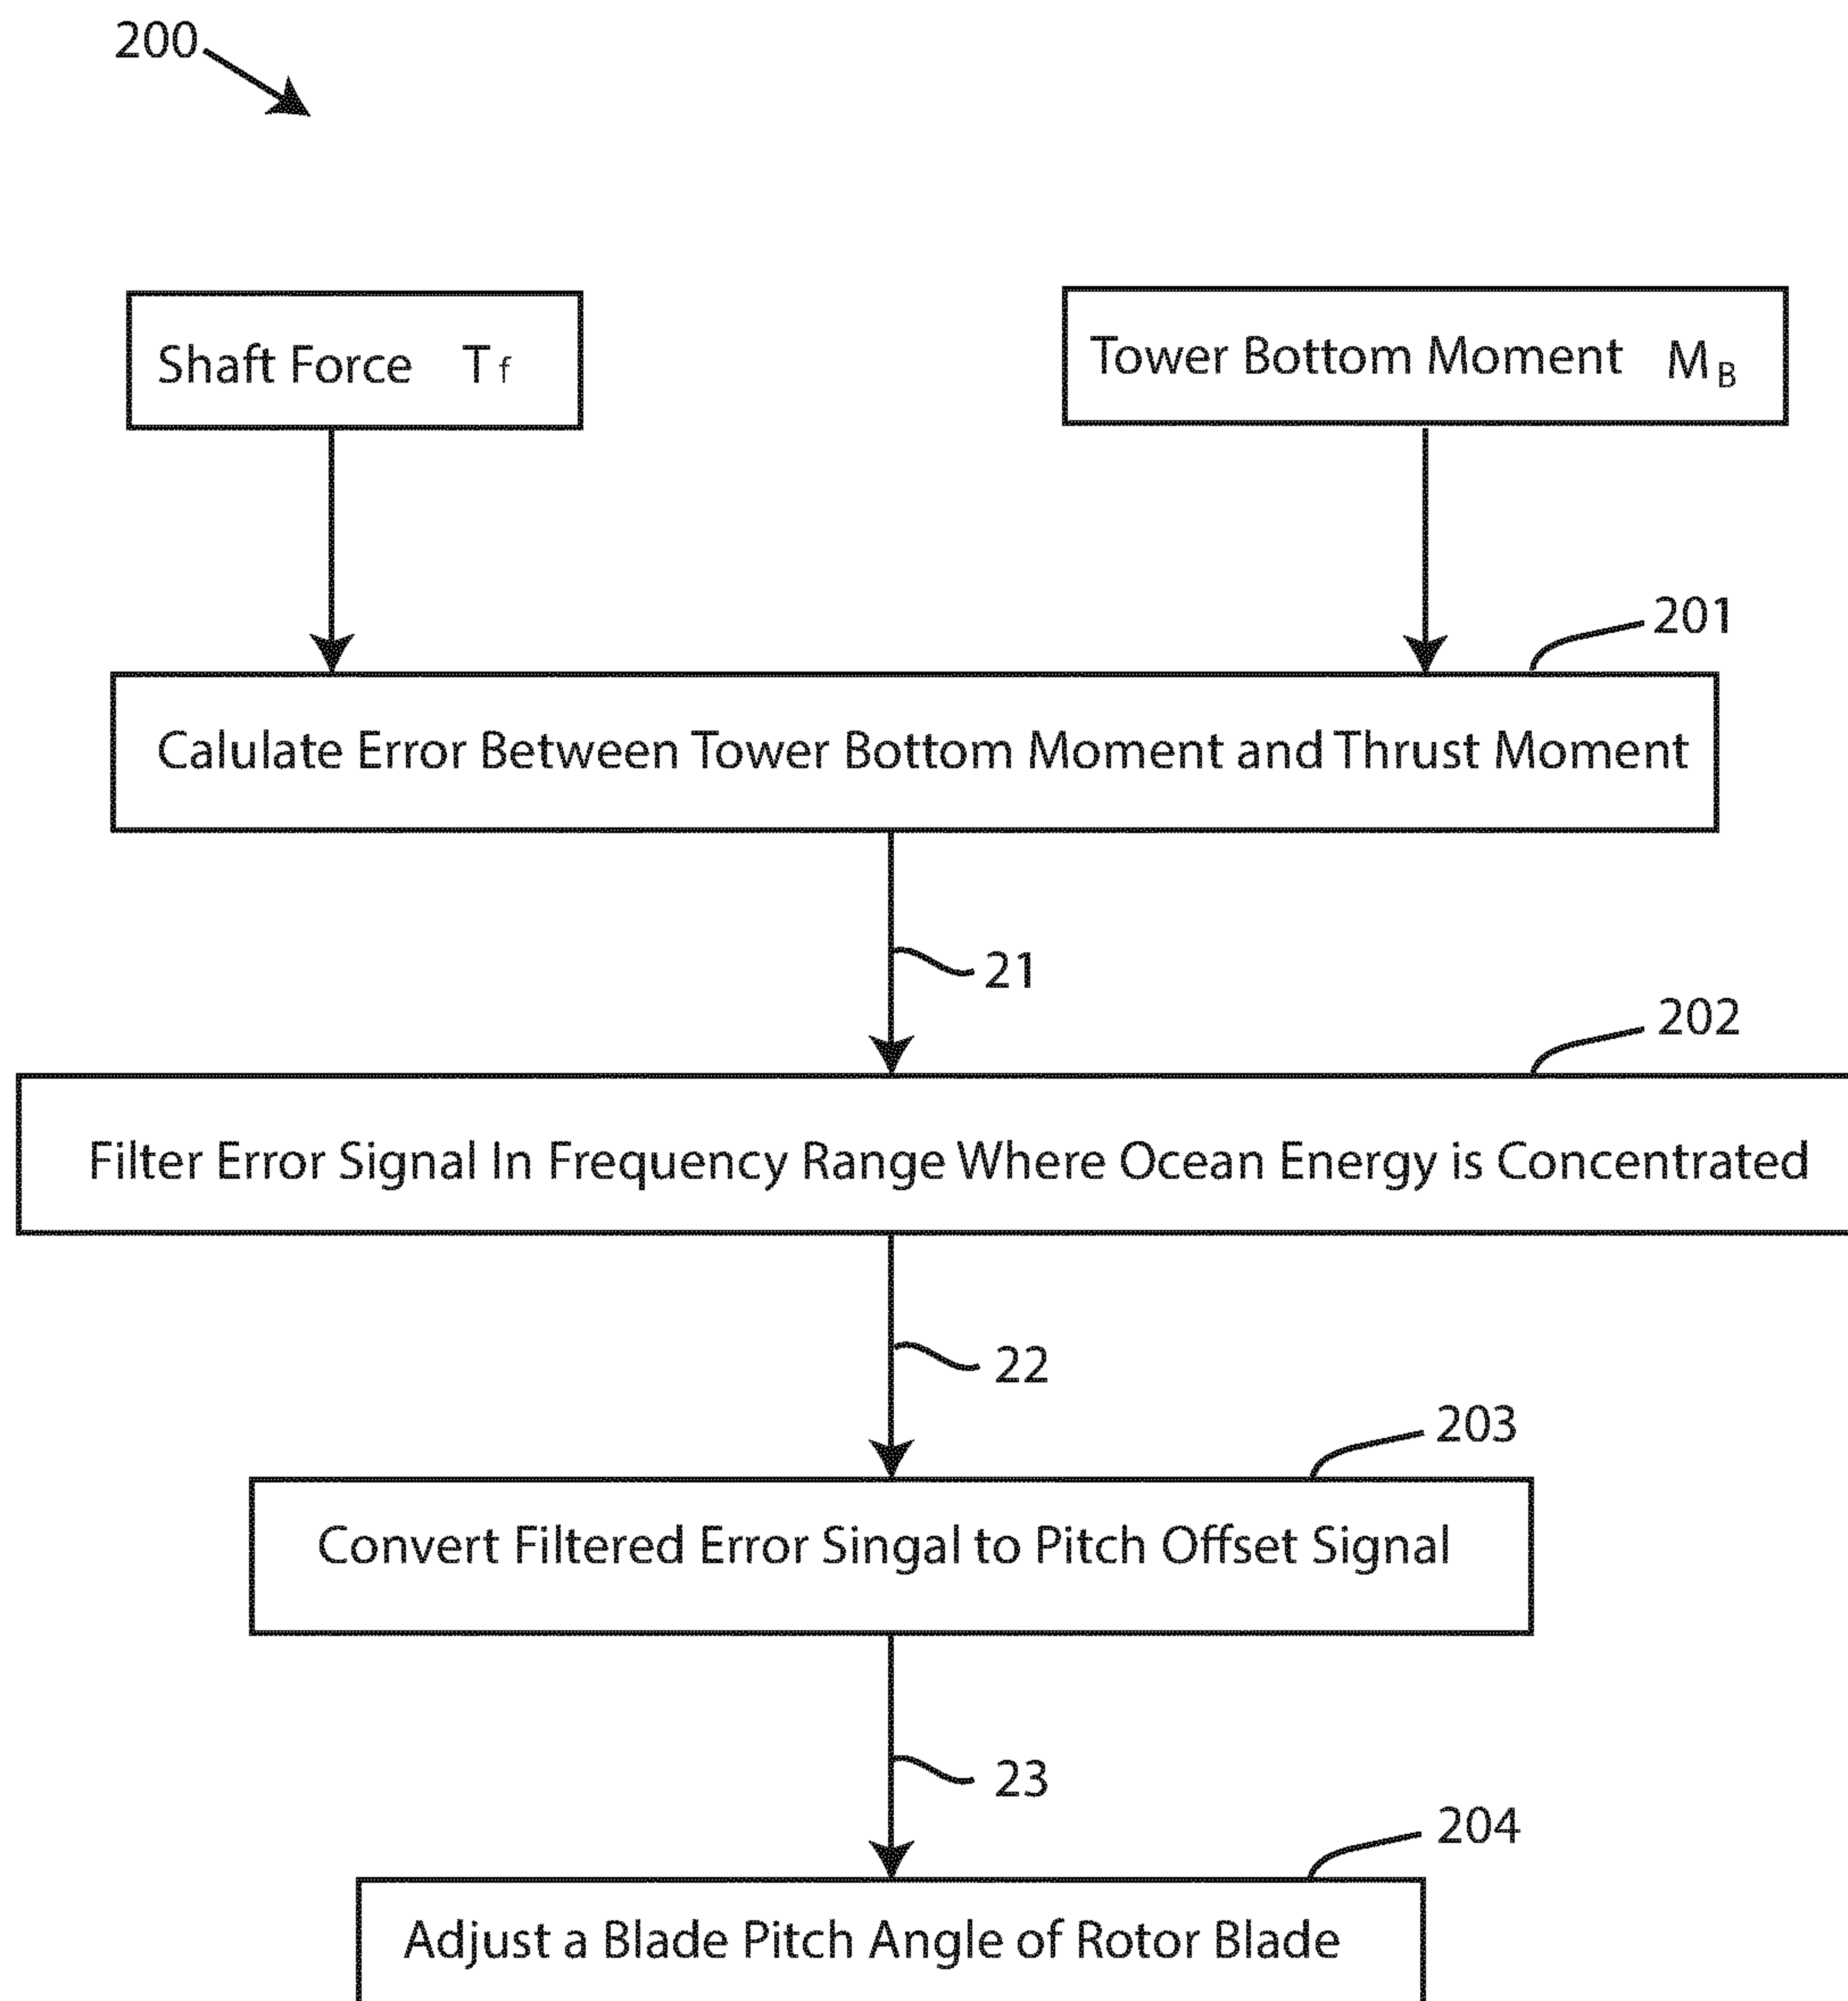 200
Shaft Force T f
Tower Bottom Moment M B
201
Calulate Error Between Tower Bottom Moment and Thrust Moment
21
202
Filter Error Signal In Frequency Range Where Ocean Energy is Concentrated
22
203
Convert Filtered Error Singal to Pitch Offset Signal
23
204
Adjust a Blade Pitch Angle of Rotor Blade